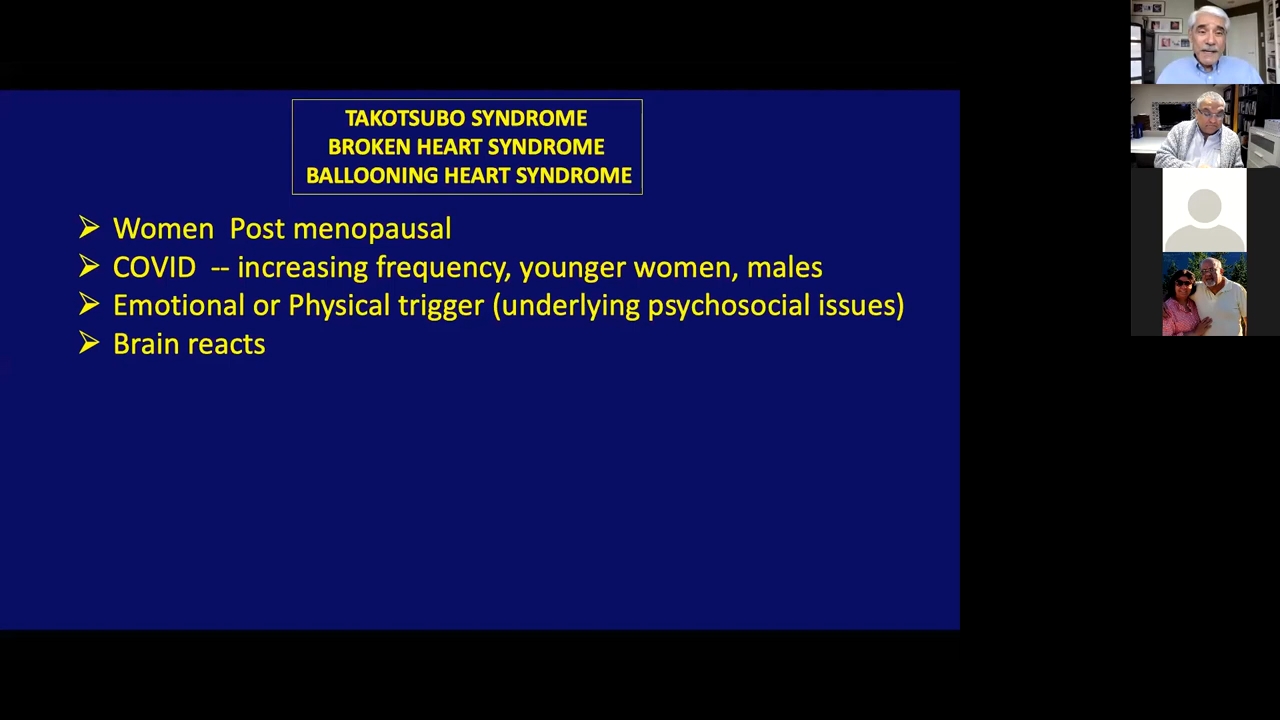 TAKOTSUBO SYNDROME
BROKEN HEART SYNDROME
BALLOONING HEART SYNDROME
Women Post menopausal
COVID -- increasing frequency, younger women, males
Emotional or Physical trigger (underlying psychosocial issues)
Brain reacts